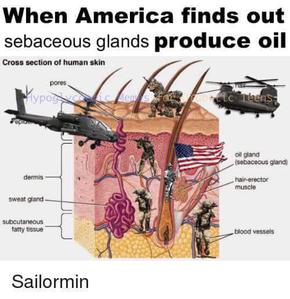 When America finds out
sebaceous glands produce oil
Cross section of human skin
pores
oil gland
(sebaceous gland)
dermis
hair-erector
muscle
sweat gland
subcutaneous
fatty tissue
blood vessels
Sailormin